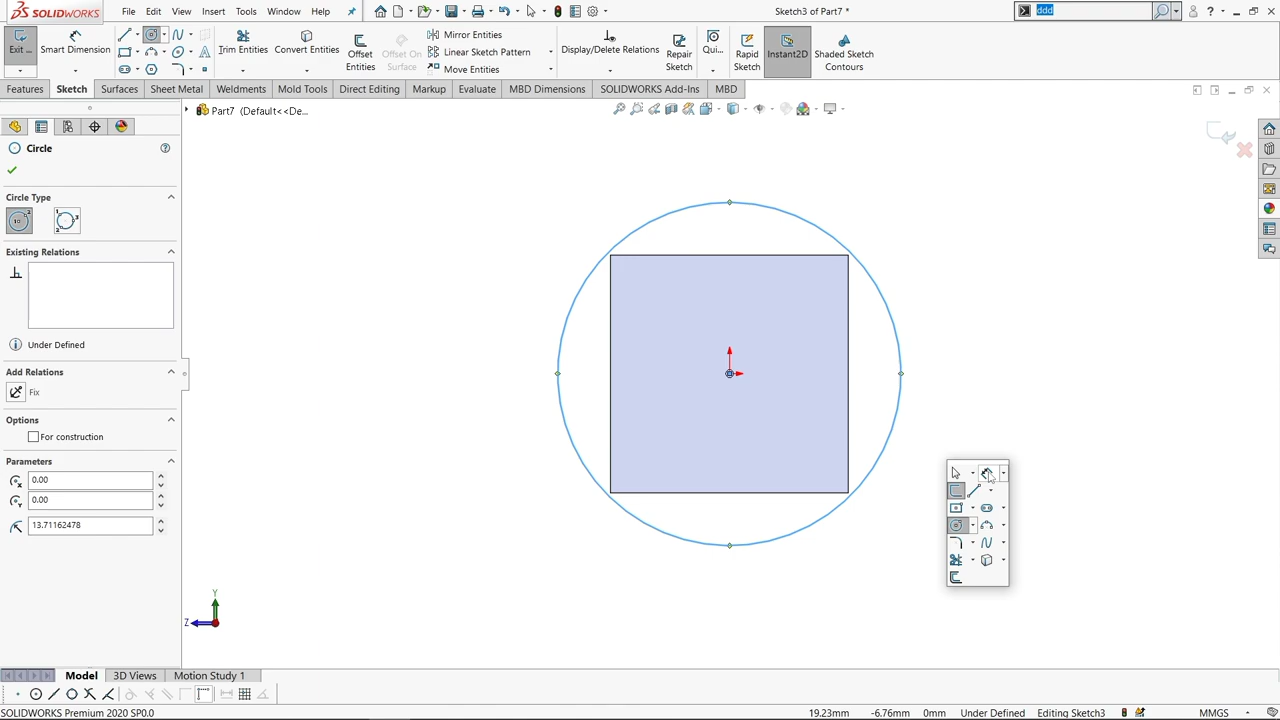 SOLIDWORKS File Edit View Insert Tools Window Help Sketch3 of Part7 * ddd
Exit ... Smart Dimension Trim Entities Convert Entities Offset Entities Offset On Surface Mirror Entities Linear Sketch Pattern Move Entities Display/Delete Relations Repair Sketch Qui... Rapid Sketch Instant2D Shaded Sketch Contours
Features Sketch Surfaces Sheet Metal Weldments Mold Tools Direct Editing Markup Evaluate MBD Dimensions SOLIDWORKS Add-Ins MBD
Part7 (Default<<De...
Circle
Circle Type
Existing Relations
Under Defined
Add Relations
Fix
Options
For construction
Parameters
0.00
0.00
13.71162478
Y
Z
Model 3D Views Motion Study 1
SOLIDWORKS Premium 2020 SP0.0 19.23mm -6.76mm 0mm Under Defined Editing Sketch3 MMGS